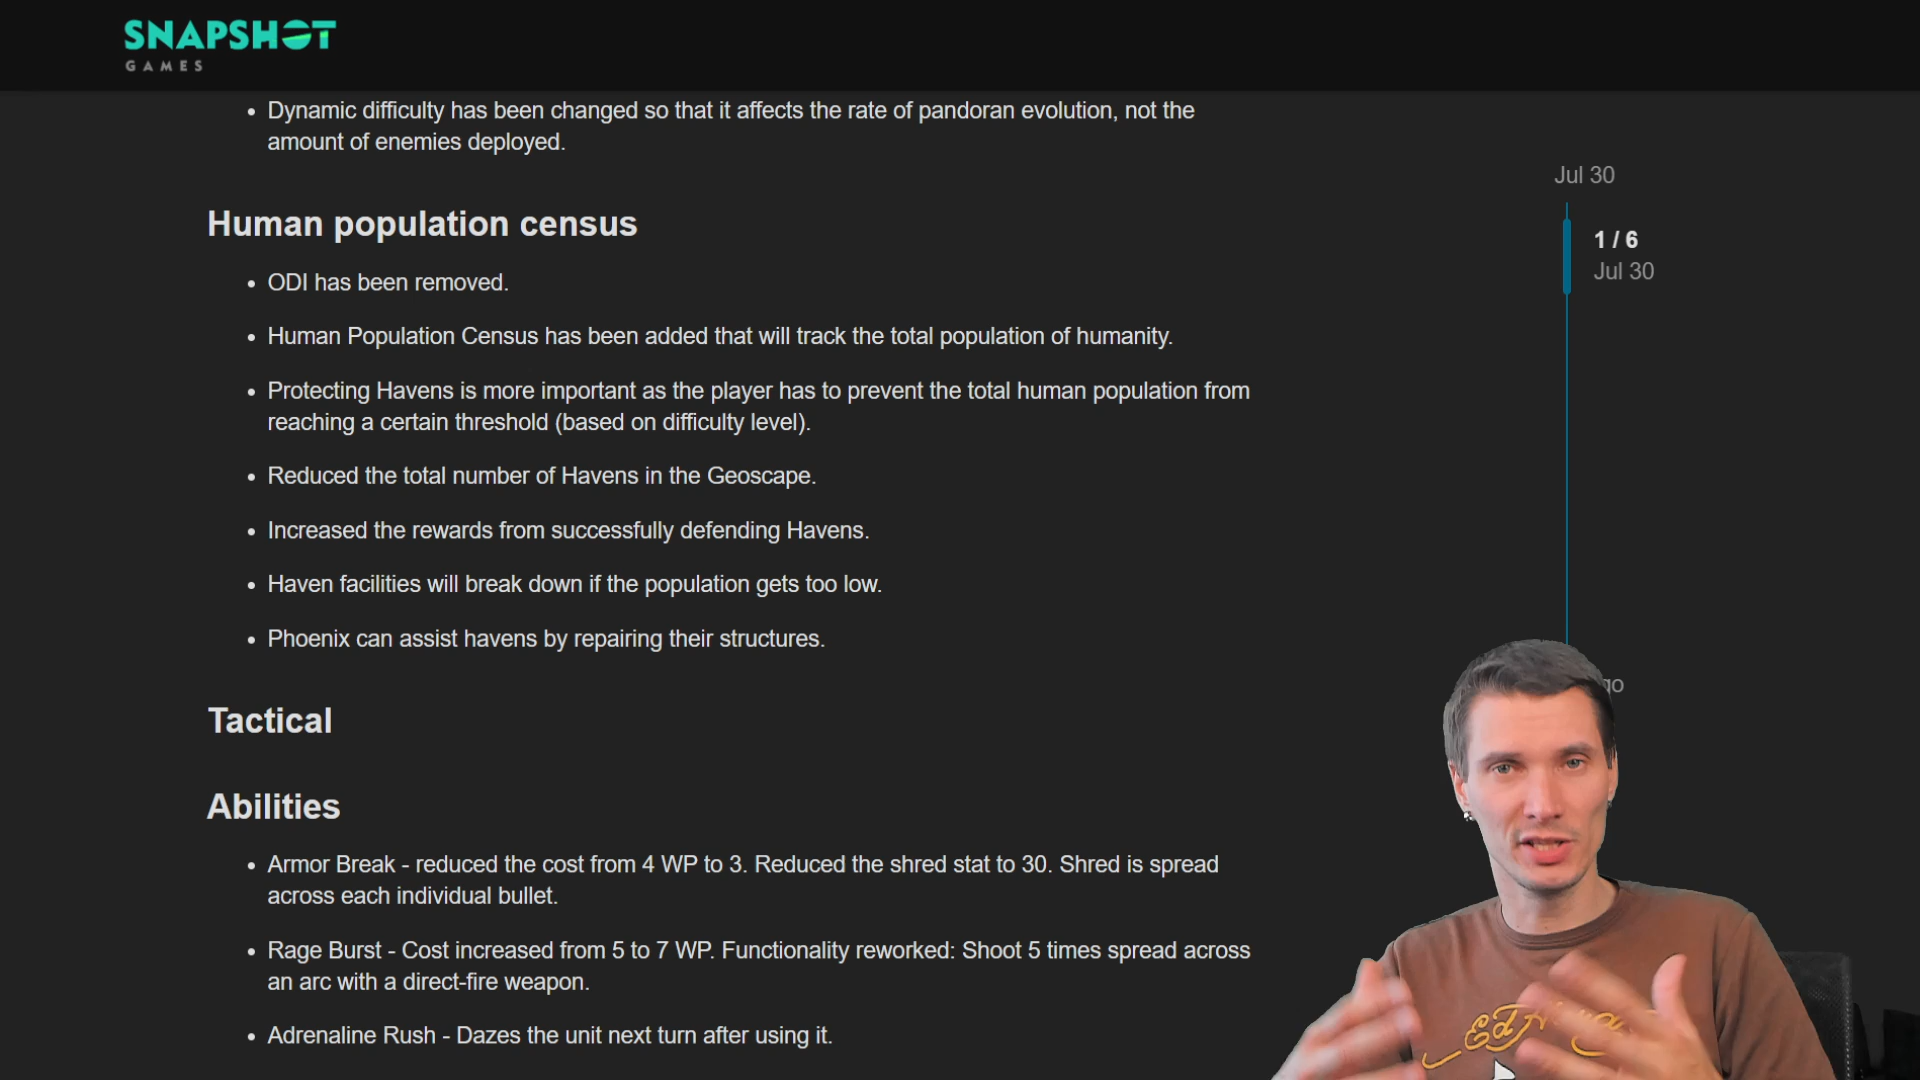 SNAPSHOT
GAMES
Dynamic difficulty has been changed so that it affects the rate of pandoran evolution, not the
amount of enemies deployed.
Jul 30
1 / 6
Jul 30
Human population census
ODI has been removed.
Human Population Census has been added that will track the total population of humanity.
Protecting Havens is more important as the player has to prevent the total human population from
reaching a certain threshold (based on difficulty level).
Reduced the total number of Havens in the Geoscape.
Increased the rewards from successfully defending Havens.
Haven facilities will break down if the population gets too low.
Phoenix can assist havens by repairing their structures.
Tactical
Abilities
Armor Break - reduced the cost from 4 WP to 3. Reduced the shred stat to 30. Shred is spread
across each individual bullet.
Rage Burst - Cost increased from 5 to 7 WP. Functionality reworked: Shoot 5 times spread across
an arc with a direct-fire weapon.
Adrenaline Rush - Dazes the unit next turn after using it.